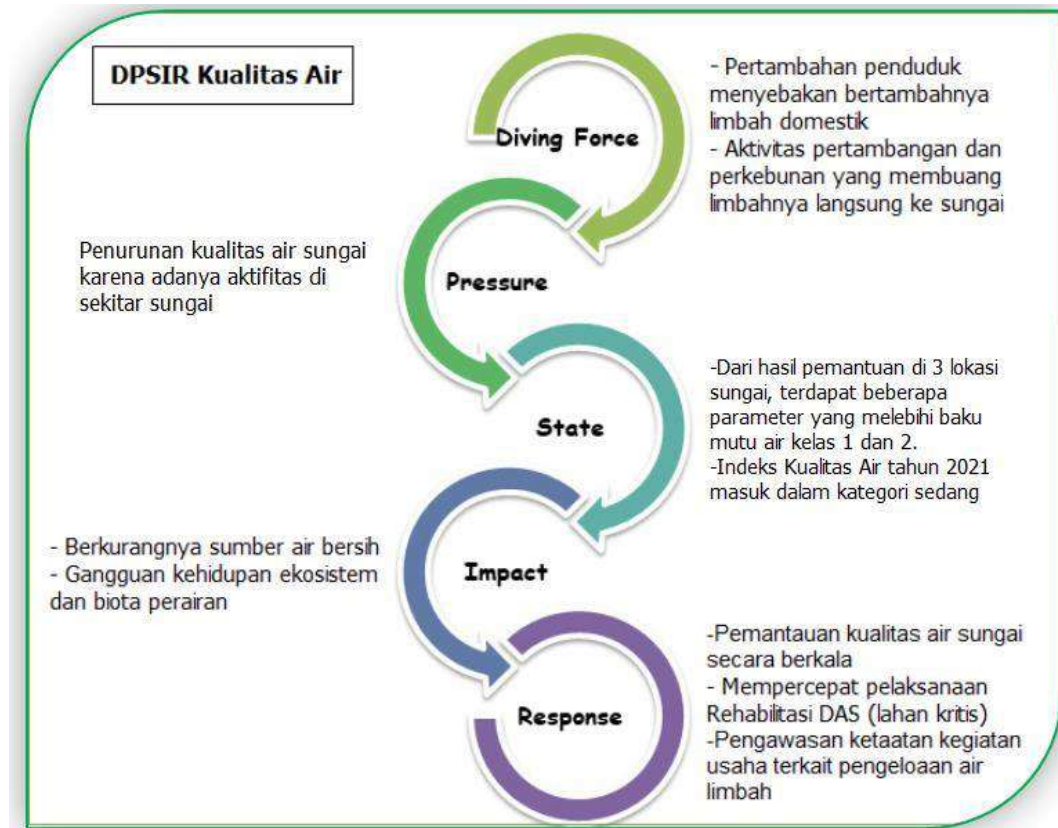 DPSIR Kualitas Air
Diving Force
- Pertambahan penduduk
menyebakan bertambahnya
limbah domestik
- Aktivitas pertambangan dan
perkebunan yang membuang
limbahnya langsung ke sungai
Penurunan kualitas air sungai
karena adanya aktifitas di
sekitar sungai
Pressure
State
-Dari hasil pemantuan di 3 lokasi
sungai, terdapat beberapa
parameter yang melebihi baku
mutu air kelas 1 dan 2.
-Indeks Kualitas Air tahun 2021
masuk dalam kategori sedang
- Berkurangnya sumber air bersih
- Gangguan kehidupan ekosistem
dan biota perairan
Impact
Response
-Pemantauan kualitas air sungai
secara berkala
- Mempercepat pelaksanaan
Rehabilitasi DAS (lahan kritis)
-Pengawasan ketaatan kegiatan
usaha terkait pengeloaan air
limbah